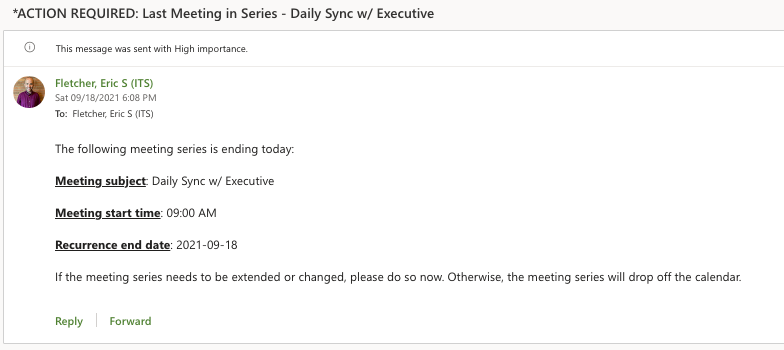 *ACTION REQUIRED: Last Meeting in Series - Daily Sync w/ Executive
This message was sent with High importance.
Fletcher, Eric S (ITS)
Sat 09/18/2021 6:08 PM
To: Fletcher, Eric S (ITS)
The following meeting series is ending today:
Meeting subject: Daily Sync w/ Executive
Meeting start time: 09:00 AM
Recurrence end date: 2021-09-18
If the meeting series needs to be extended or changed, please do so now. Otherwise, the meeting series will drop off the calendar.
Reply
Forward